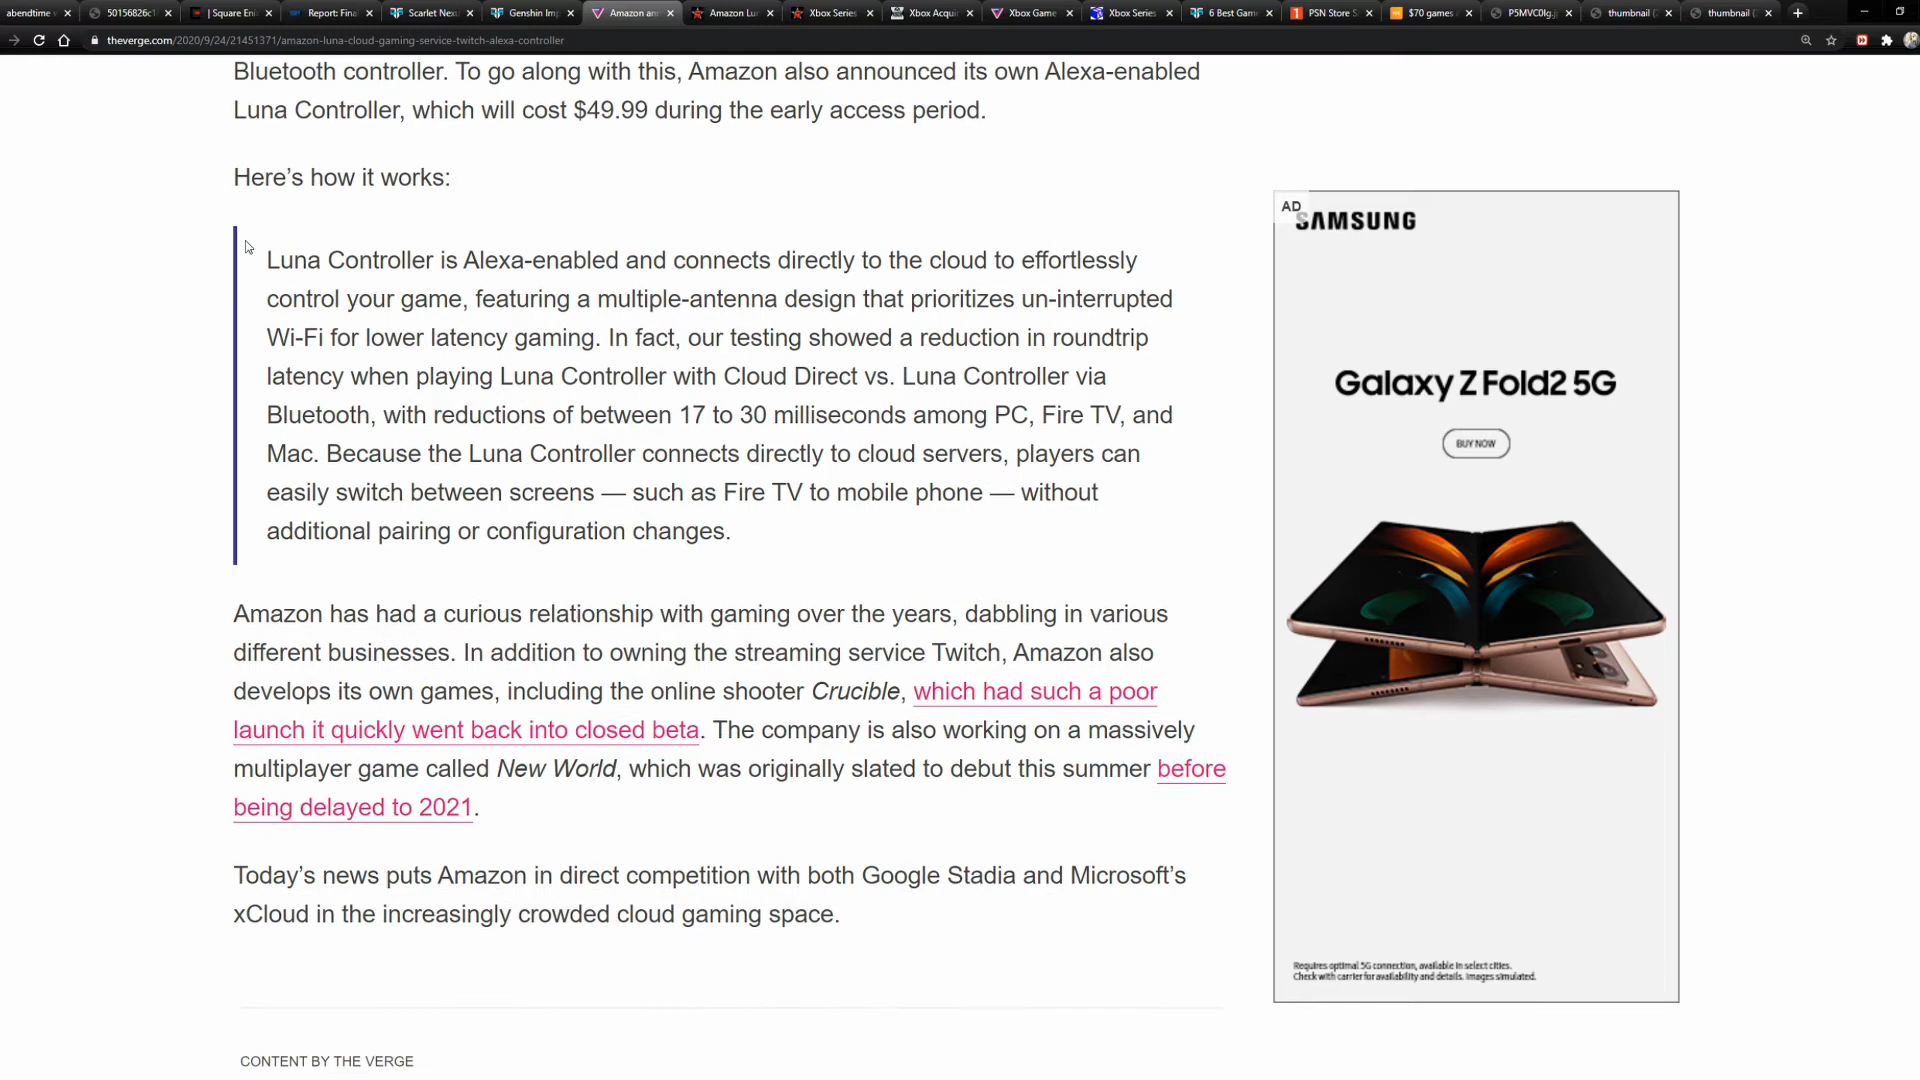 abendtime
50156826c1
| Square Eni
Report: Fina
Scarlet Nexu
Genshin Imp
Amazon an
Amazon Lu
Xbox Series
Xbox Acqui
Xbox Game
Xbox Series
6 Best Game
PSN Store S
$70 games
P5MVC0Ig.j
thumbnail (
thumbnail (
theverge.com/2020/9/24/21451371/amazon-luna-cloud-gaming-service-twitch-alexa-controller
Bluetooth controller. To go along with this, Amazon also announced its own Alexa-enabled
Luna Controller, which will cost $49.99 during the early access period.
Here’s how it works:
Luna Controller is Alexa-enabled and connects directly to the cloud to effortlessly
control your game, featuring a multiple-antenna design that prioritizes un-interrupted
Wi-Fi for lower latency gaming. In fact, our testing showed a reduction in roundtrip
latency when playing Luna Controller with Cloud Direct vs. Luna Controller via
Bluetooth, with reductions of between 17 to 30 milliseconds among PC, Fire TV, and
Mac. Because the Luna Controller connects directly to cloud servers, players can
easily switch between screens — such as Fire TV to mobile phone — without
additional pairing or configuration changes.
Amazon has had a curious relationship with gaming over the years, dabbling in various
different businesses. In addition to owning the streaming service Twitch, Amazon also
develops its own games, including the online shooter Crucible, which had such a poor
launch it quickly went back into closed beta. The company is also working on a massively
multiplayer game called New World, which was originally slated to debut this summer before
being delayed to 2021.
Today’s news puts Amazon in direct competition with both Google Stadia and Microsoft’s
xCloud in the increasingly crowded cloud gaming space.
CONTENT BY THE VERGE
AD
SAMSUNG
Galaxy Z Fold2 5G
BUY NOW
Requires optimal 5G connection, available in select cities.
Check with carrier for availability and details. Images simulated.